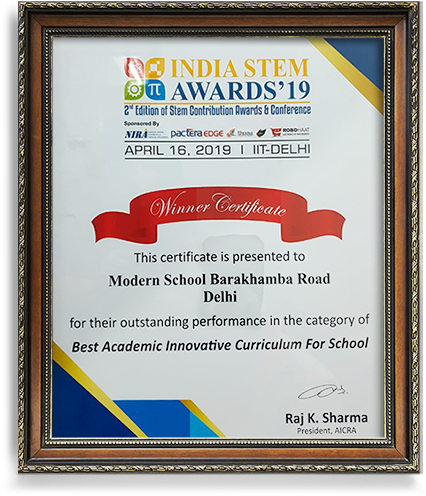 INDIA STEM
AWARDS'19
2nd Edition of Stem Contribution Awards & Conference
Sponsored By
NIRA pactera EDGE ROBOHAAT
APRIL 16, 2019 | IIT-DELHI
Winner Certificate
This certificate is presented to
Modern School Barakhamba Road
Delhi
for their outstanding performance in the category of
Best Academic Innovative Curriculum For School
Raj K. Sharma
President, AICRA